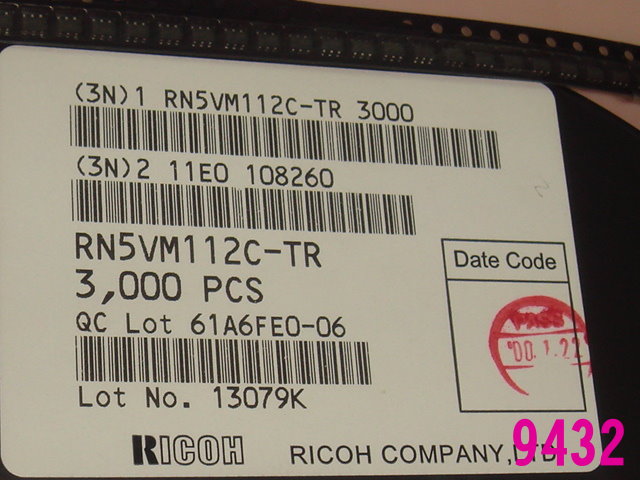 (3N)1 RN5VM112C-TR 3000
(3N)2 11E0 108260
RN5VM112C-TR
3,000 PCS
QC Lot 61A6FE0-06
Lot No. 13079K
Date Code
PASS
'00.1.22
RICOH
RICOH COMPANY,LTD.
9432